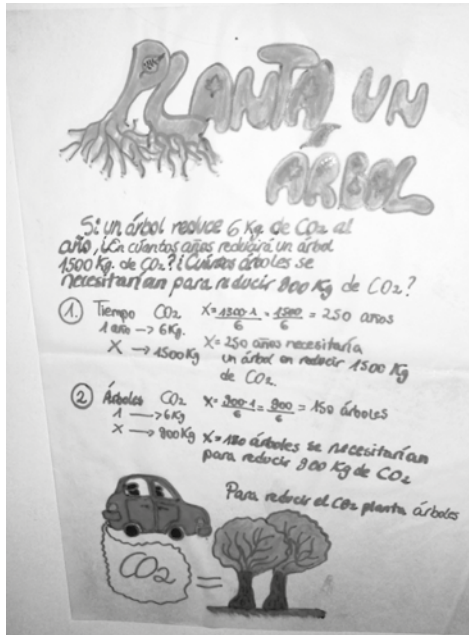 PLANTA UN
ÁRBOL
Si un árbol reduce 6 Kg. de CO2 al
año, ¿En cuantos años reducirá un árbol
1500 Kg. de CO2? ¿Cuántos árboles se
necesitarían para reducir 900 Kg de CO2?
1. Tiempo CO2 X = 1500·1 / 6 = 1500 / 6 = 250 años
1 año → 6Kg.
X → 1500Kg X = 250 años necesitaría
un árbol en reducir 1500 Kg
de CO2.
2 Árboles CO2 X = 900·1 / 6 = 900 / 6 = 150 árboles
1 → 6Kg
X → 900Kg X = 150 árboles se necesitarían
para reducir 900 Kg de CO2
Para reducir el CO2 planta árboles
CO2 =